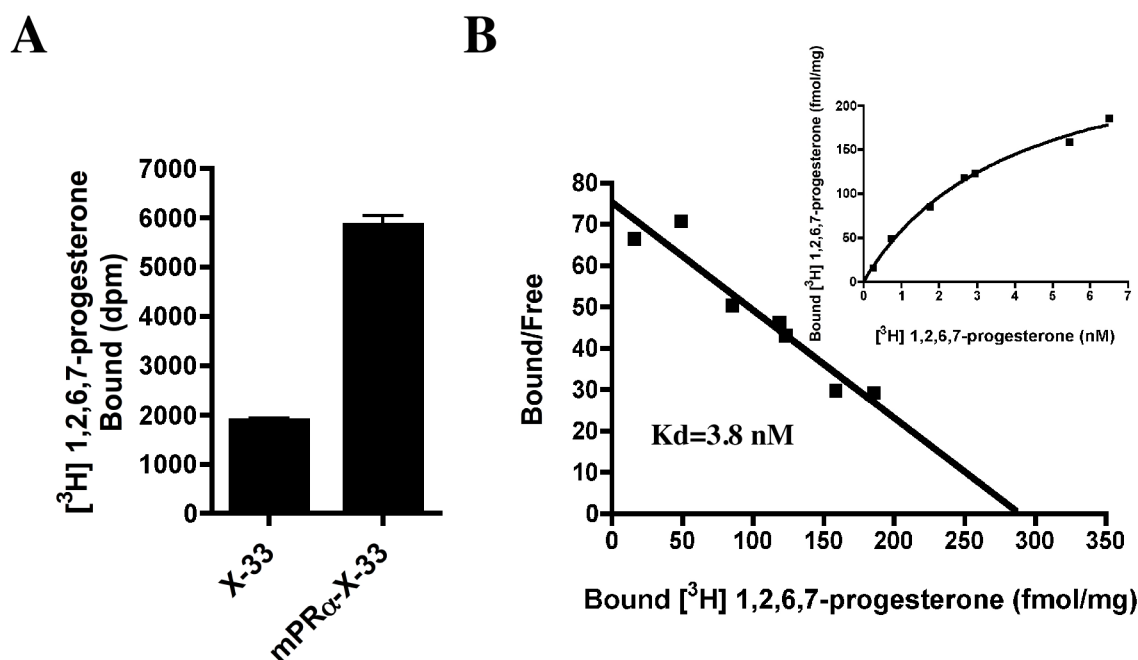 A
[³H] 1,2,6,7-progesterone
Bound (dpm)
7000
6000
5000
4000
3000
2000
1000
0
X-33
mPRα-X-33
B
Bound/Free
80
70
60
50
40
30
20
10
0
Kd=3.8 nM
0 50 100 150 200 250 300 350
Bound [³H] 1,2,6,7-progesterone (fmol/mg)
Bound [³H] 1,2,6,7-progesterone (fmol/mg)
200
150
100
50
0
0 1 2 3 4 5 6 7
[³H] 1,2,6,7-progesterone (nM)